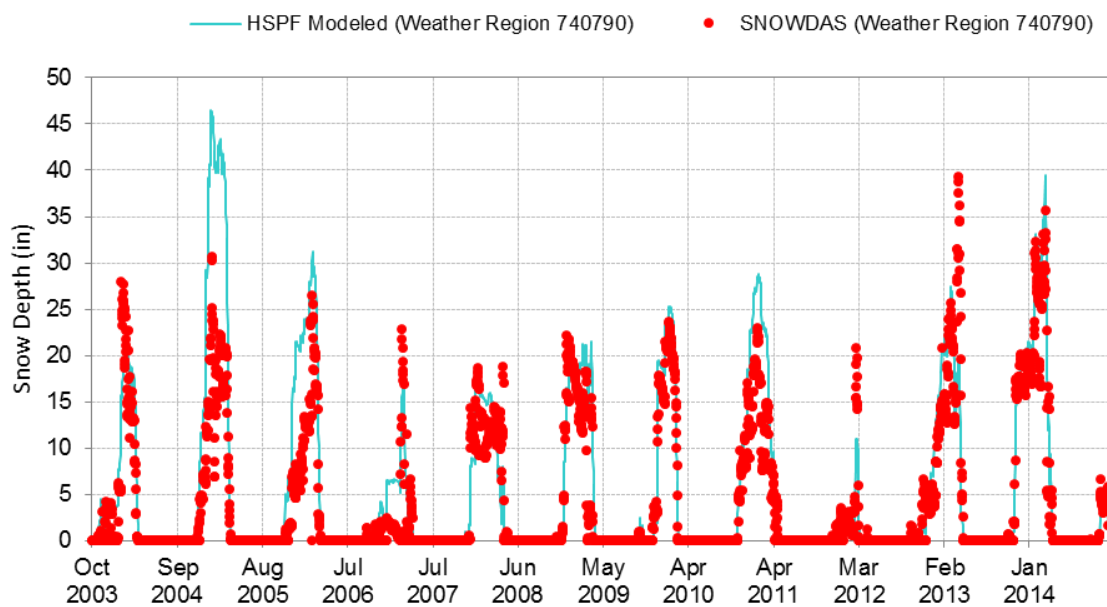 HSPF Modeled (Weather Region 740790) SNOWDAS (Weather Region 740790)
Snow Depth (in)
50
45
40
35
30
25
20
15
10
5
0
Oct Sep Aug Jul Jul Jun May Apr Apr Mar Feb Jan
2003 2004 2005 2006 2007 2008 2009 2010 2011 2012 2013 2014